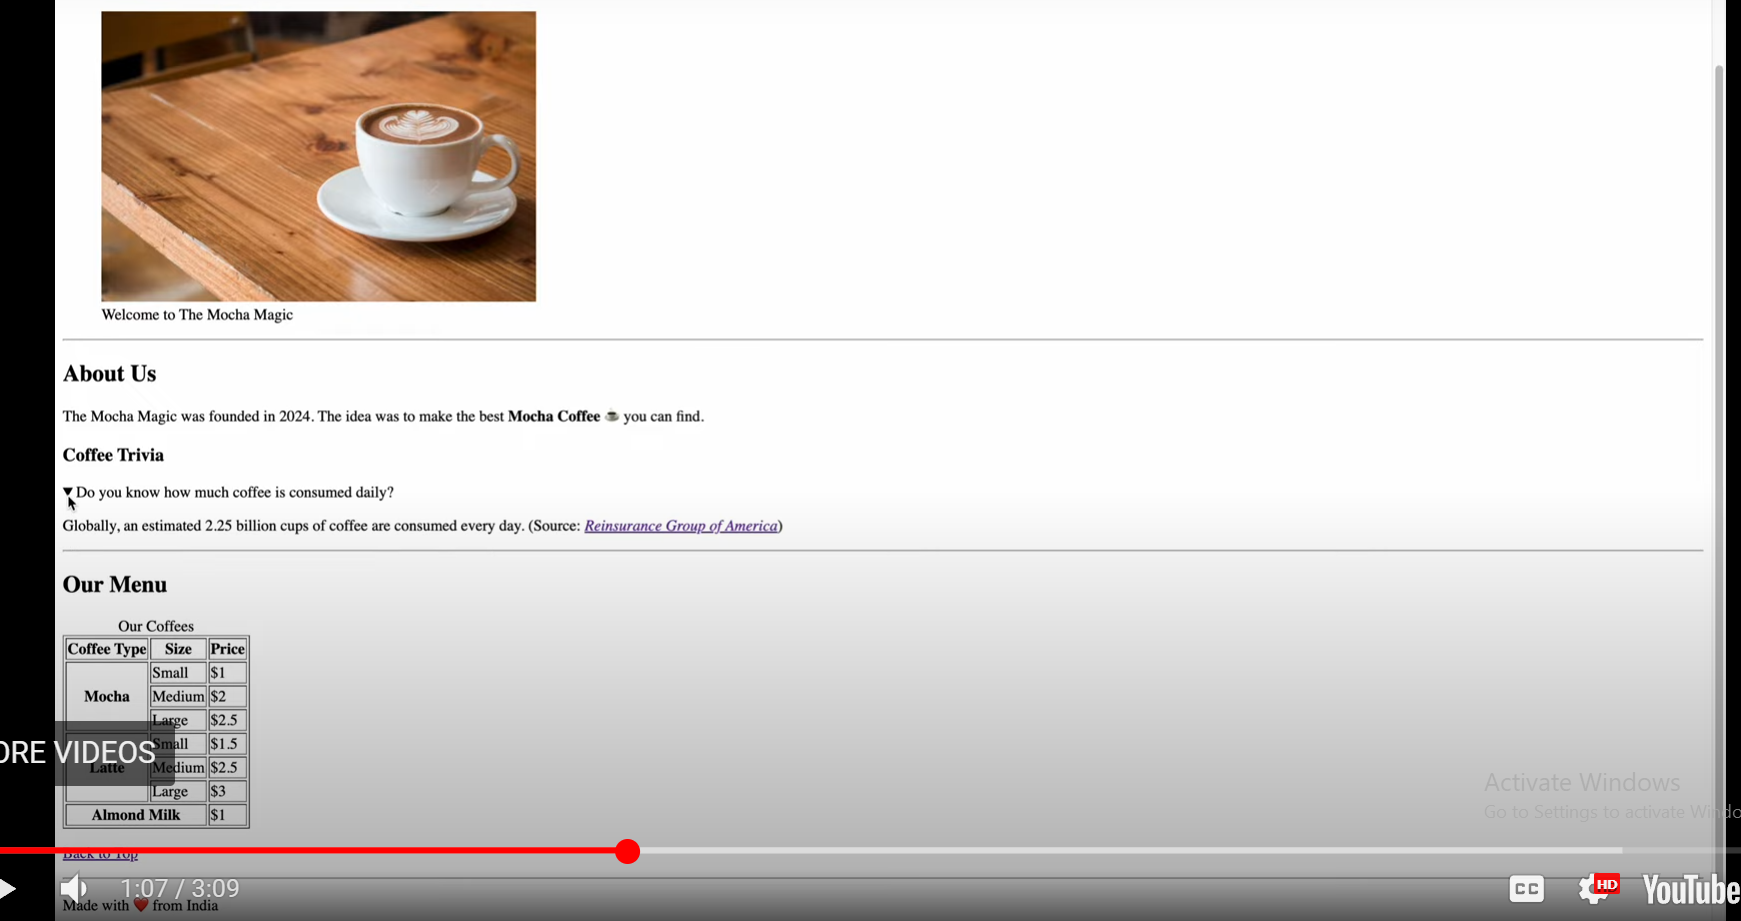 Welcome to The Mocha Magic
About Us
The Mocha Magic was founded in 2024. The idea was to make the best Mocha Coffee ☕ you can find.
Coffee Trivia
▼ Do you know how much coffee is consumed daily?
Globally, an estimated 2.25 billion cups of coffee are consumed every day. (Source: Reinsurance Group of America)
Our Menu
Our Coffees
Coffee Type Size Price
Mocha Small $1
Medium $2
Large $2.5
Latte Small $1.5
Medium $2.5
Large $3
Almond Milk $1
ORE VIDEOS
Activate Windows
Go to Settings to activate Windo
Back to Top
1:07 / 3:09
CC
HD
YouTube
Made with ❤️ from India